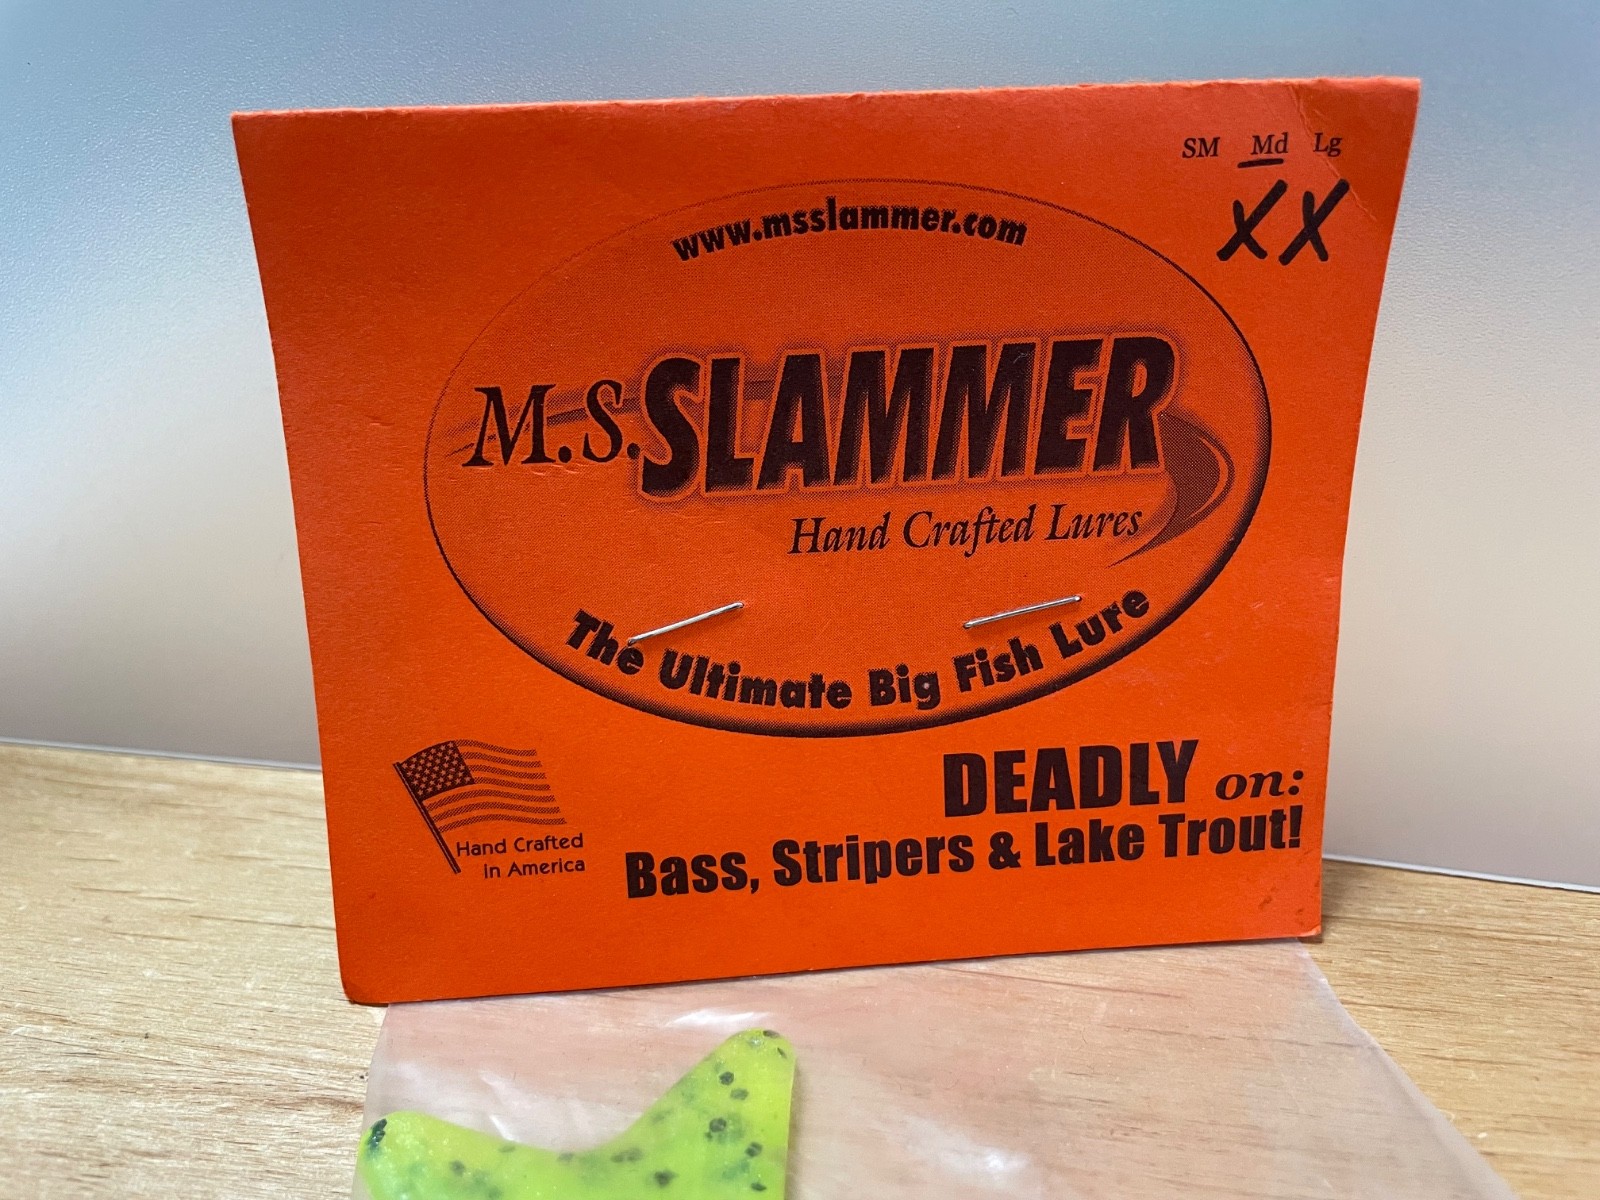 SM Md Lg
XX
www.msslammer.com
M.S.SLAMMER
Hand Crafted Lures
The Ultimate Big Fish Lure
Hand Crafted
in America
DEADLY on:
Bass, Stripers & Lake Trout!